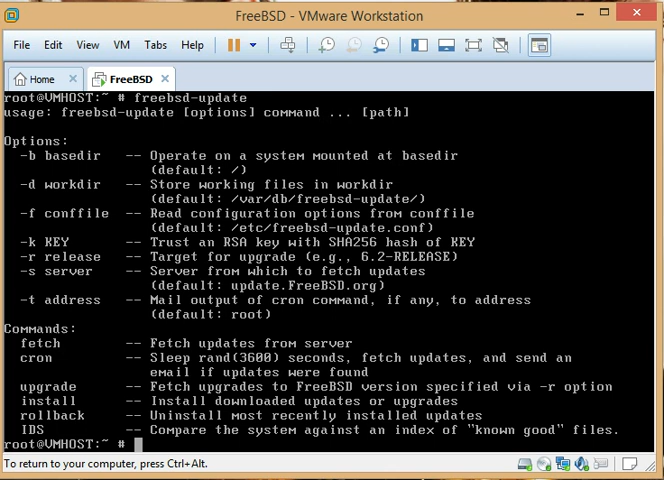 FreeBSD - VMware Workstation
File Edit View VM Tabs Help
Home FreeBSD
root@VMHOST:~ # freebsd-update
usage: freebsd-update [options] command ... [path]
Options:
-b basedir -- Operate on a system mounted at basedir
(default: /)
-d workdir -- Store working files in workdir
(default: /var/db/freebsd-update/)
-f conffile -- Read configuration options from conffile
(default: /etc/freebsd-update.conf)
-k KEY -- Trust an RSA key with SHA256 hash of KEY
-r release -- Target for upgrade (e.g., 6.2-RELEASE)
-s server -- Server from which to fetch updates
(default: update.FreeBSD.org)
-t address -- Mail output of cron command, if any, to address
(default: root)
Commands:
fetch -- Fetch updates from server
cron -- Sleep rand(3600) seconds, fetch updates, and send an
email if updates were found
upgrade -- Fetch upgrades to FreeBSD version specified via -r option
install -- Install downloaded updates or upgrades
rollback -- Uninstall most recently installed updates
IDS -- Compare the system against an index of "known good" files.
root@VMHOST:~ #
To return to your computer, press Ctrl+Alt.